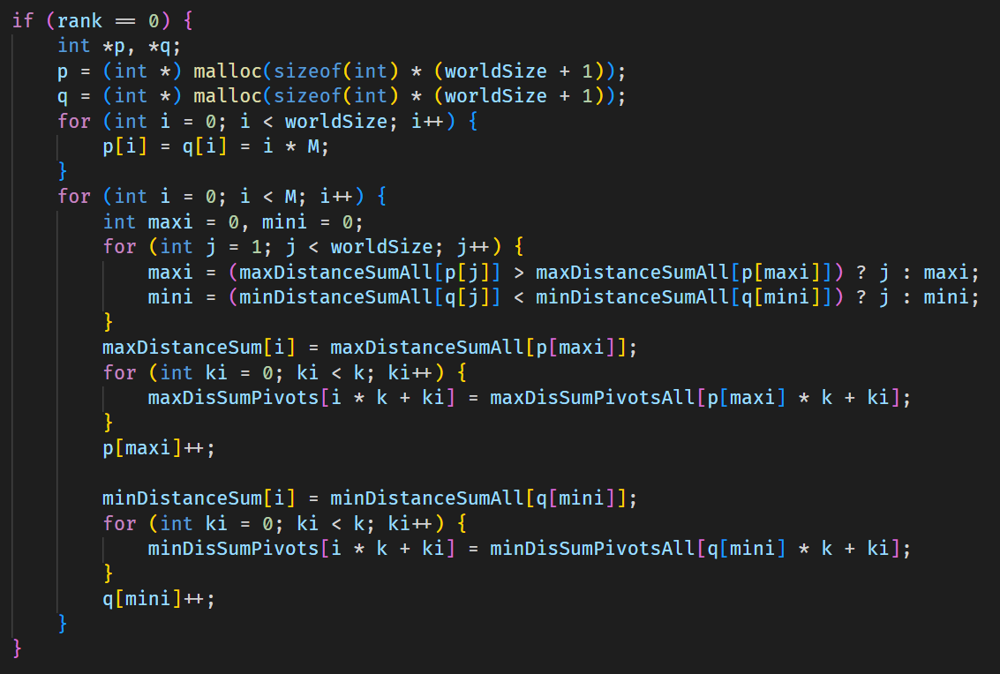 if (rank == 0) {
    int *p, *q;
    p = (int *) malloc(sizeof(int) * (worldSize + 1));
    q = (int *) malloc(sizeof(int) * (worldSize + 1));
    for (int i = 0; i < worldSize; i++) {
        p[i] = q[i] = i * M;
    }
    for (int i = 0; i < M; i++) {
        int maxi = 0, mini = 0;
        for (int j = 1; j < worldSize; j++) {
            maxi = (maxDistanceSumAll[p[j]] > maxDistanceSumAll[p[maxi]]) ? j : maxi;
            mini = (minDistanceSumAll[q[j]] < minDistanceSumAll[q[mini]]) ? j : mini;
        }
        maxDistanceSum[i] = maxDistanceSumAll[p[maxi]];
        for (int ki = 0; ki < k; ki++) {
            maxDisSumPivots[i * k + ki] = maxDisSumPivotsAll[p[maxi] * k + ki];
        }
        p[maxi]++;

        minDistanceSum[i] = minDistanceSumAll[q[mini]];
        for (int ki = 0; ki < k; ki++) {
            minDisSumPivots[i * k + ki] = minDisSumPivotsAll[q[mini] * k + ki];
        }
        q[mini]++;
    }
}